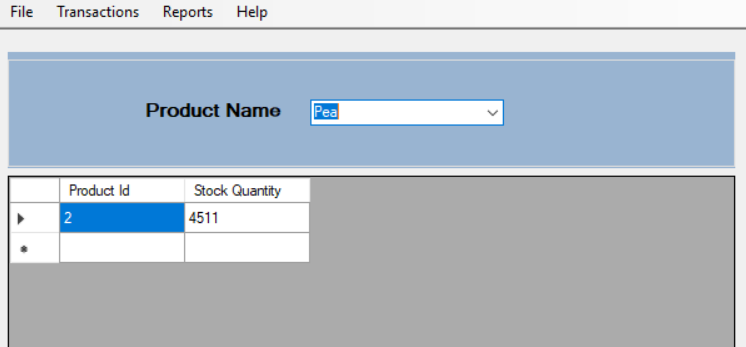 File Transactions Reports Help
Product Name Pea
Product Id Stock Quantity
2 4511